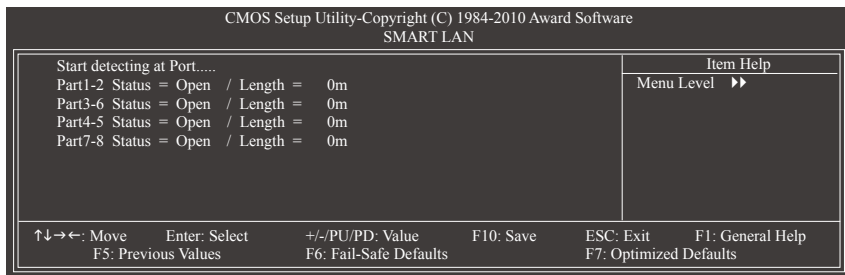 CMOS Setup Utility-Copyright (C) 1984-2010 Award Software
SMART LAN
Start detecting at Port.....
Part1-2 Status = Open / Length = 0m
Part3-6 Status = Open / Length = 0m
Part4-5 Status = Open / Length = 0m
Part7-8 Status = Open / Length = 0m
Item Help
Menu Level ▶▶
↑↓→←: Move Enter: Select +/-/PU/PD: Value F10: Save ESC: Exit F1: General Help
F5: Previous Values F6: Fail-Safe Defaults F7: Optimized Defaults